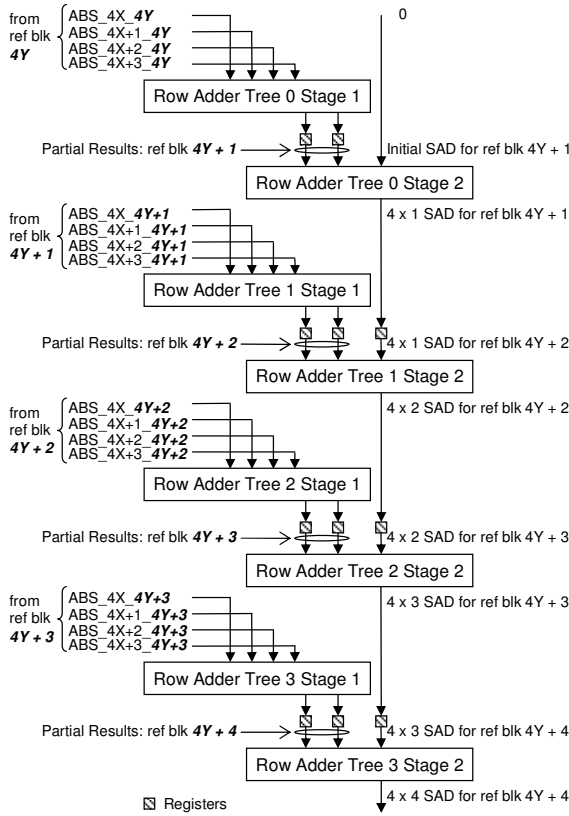 from
ref blk
4Y
ABS_4X_4Y
ABS_4X+1_4Y
ABS_4X+2_4Y
ABS_4X+3_4Y
0
Row Adder Tree 0 Stage 1
Partial Results: ref blk 4Y + 1
Initial SAD for ref blk 4Y + 1
Row Adder Tree 0 Stage 2
4 x 1 SAD for ref blk 4Y + 1
from
ref blk
4Y + 1
ABS_4X_4Y+1
ABS_4X+1_4Y+1
ABS_4X+2_4Y+1
ABS_4X+3_4Y+1
Row Adder Tree 1 Stage 1
Partial Results: ref blk 4Y + 2
4 x 1 SAD for ref blk 4Y + 2
Row Adder Tree 1 Stage 2
4 x 2 SAD for ref blk 4Y + 2
from
ref blk
4Y + 2
ABS_4X_4Y+2
ABS_4X+1_4Y+2
ABS_4X+2_4Y+2
ABS_4X+3_4Y+2
Row Adder Tree 2 Stage 1
Partial Results: ref blk 4Y + 3
4 x 2 SAD for ref blk 4Y + 3
Row Adder Tree 2 Stage 2
4 x 3 SAD for ref blk 4Y + 3
from
ref blk
4Y + 3
ABS_4X_4Y+3
ABS_4X+1_4Y+3
ABS_4X+2_4Y+3
ABS_4X+3_4Y+3
Row Adder Tree 3 Stage 1
Partial Results: ref blk 4Y + 4
4 x 3 SAD for ref blk 4Y + 4
Row Adder Tree 3 Stage 2
4 x 4 SAD for ref blk 4Y + 4
Registers